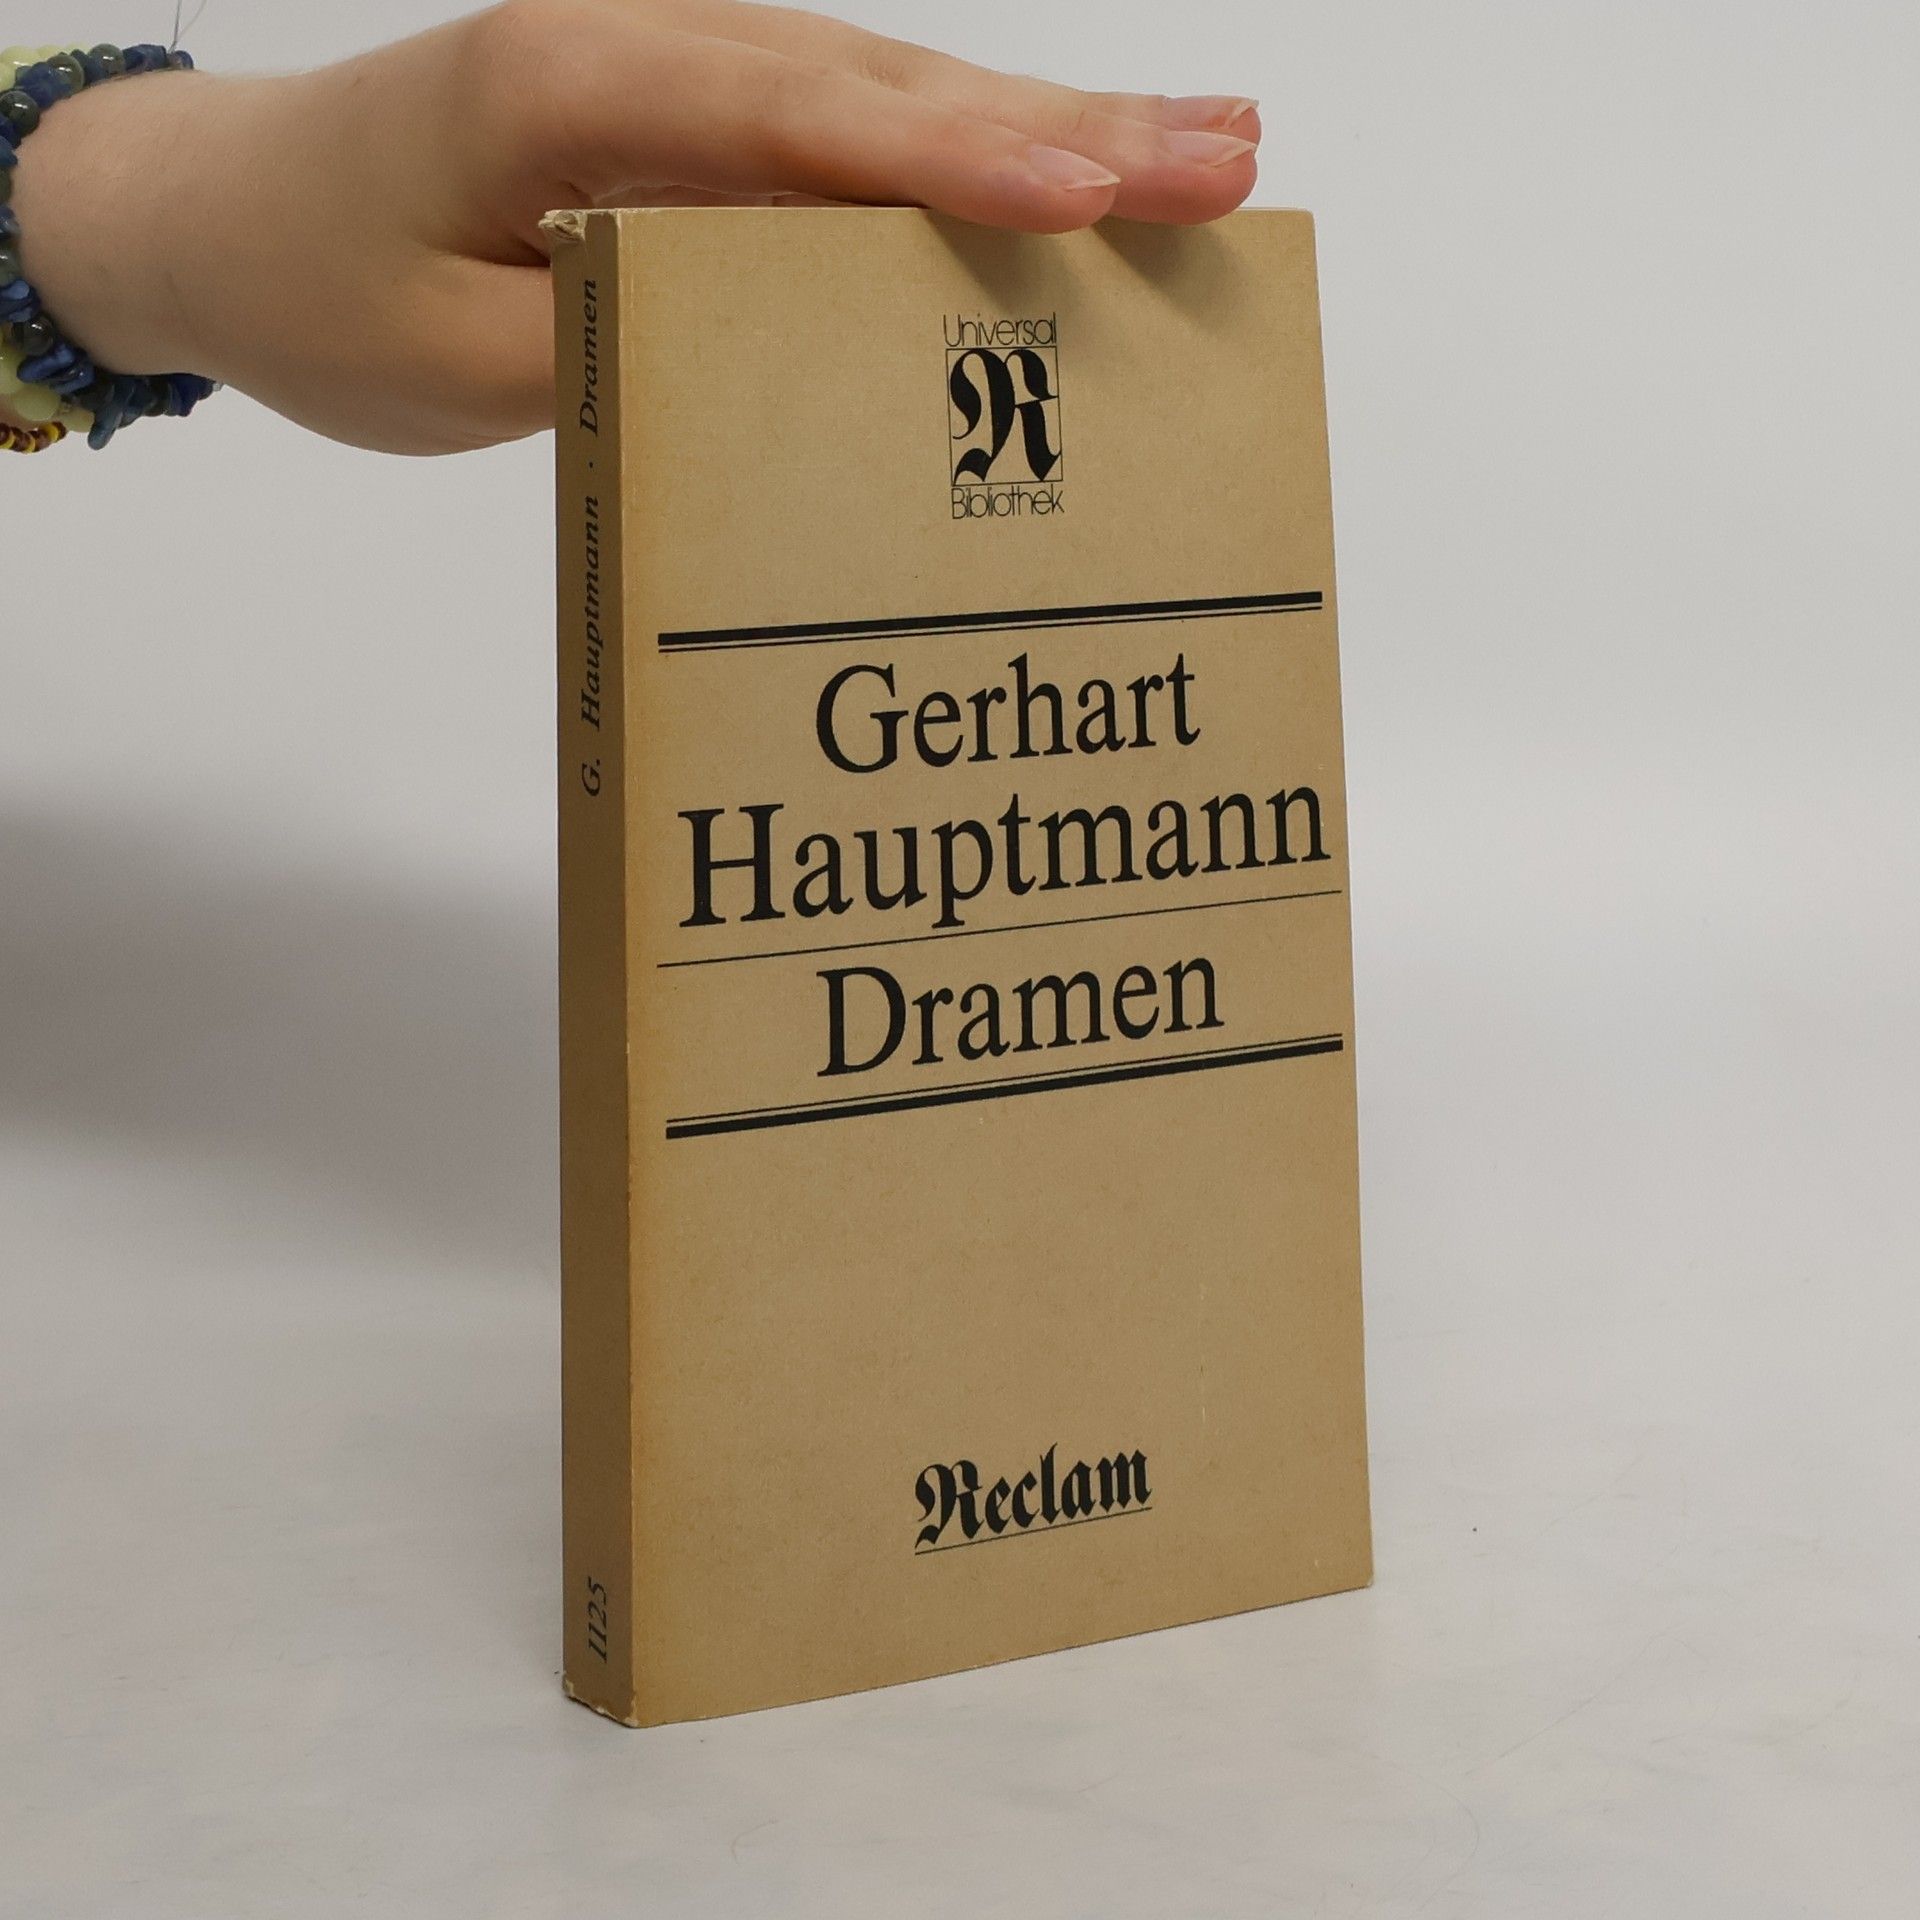 G. Hauptmann · Dramen
1125
Universal
R
Bibliothek
Gerhart
Hauptmann
Dramen
Reclam